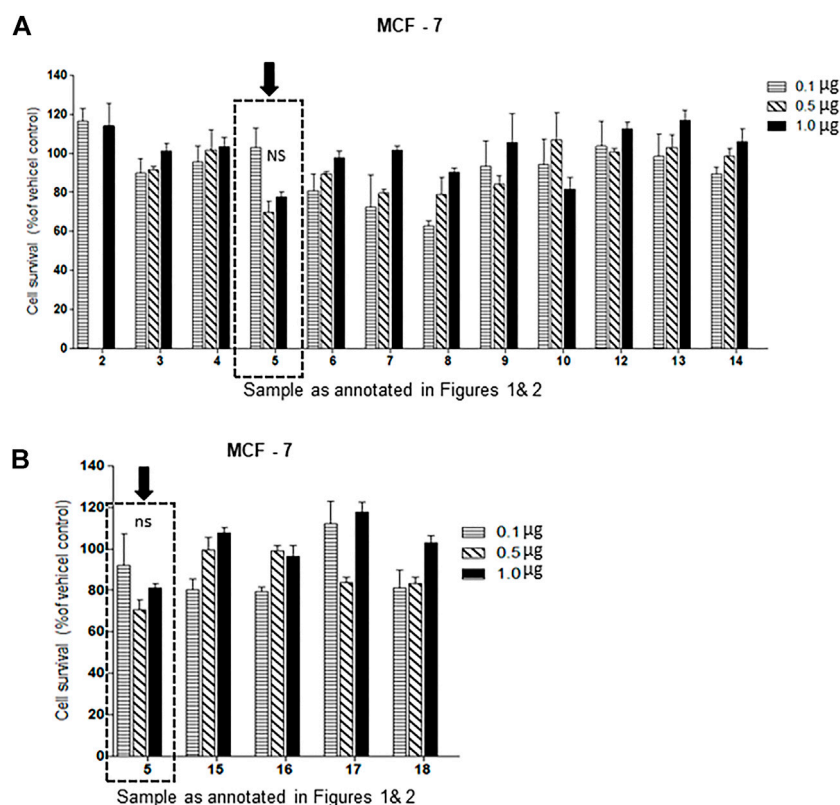 A
MCF - 7
Cell survival (%of vehicel control)
140
120
100
80
60
40
20
0
NS
0.1 µg
0.5 µg
1.0 µg
2 3 4 5 6 7 8 9 10 12 13 14
Sample as annotated in Figures 1& 2
B
MCF - 7
Cell survival (%of vehicel control)
140
120
100
80
60
40
20
0
ns
0.1 µg
0.5 µg
1.0 µg
5 15 16 17 18
Sample as annotated in Figures 1& 2